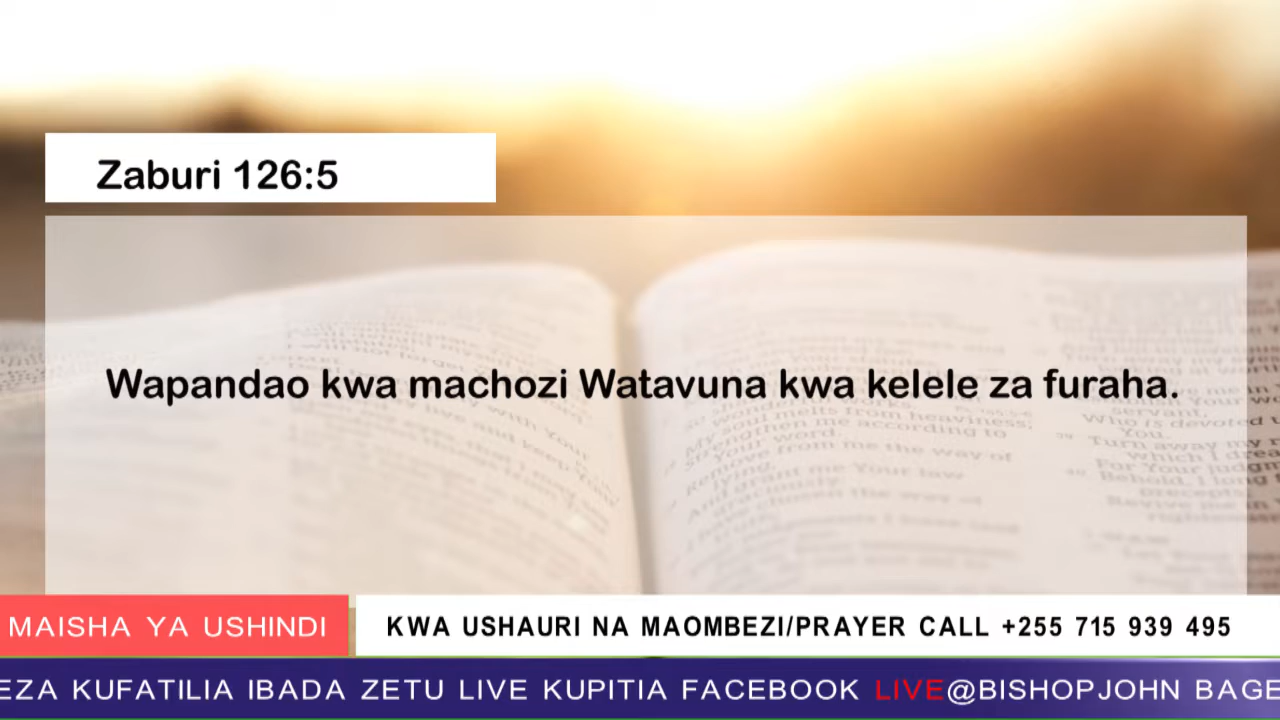 Zaburi 126:5
Wapandao kwa machozi Watavuna kwa kelele za furaha.
MAISHA YA USHINDI
KWA USHAURI NA MAOMBEZI/PRAYER CALL +255 715 939 495
EZA KUFATILIA IBADA ZETU LIVE KUPITIA FACEBOOK LIVE@BISHOPJOHN BAGE